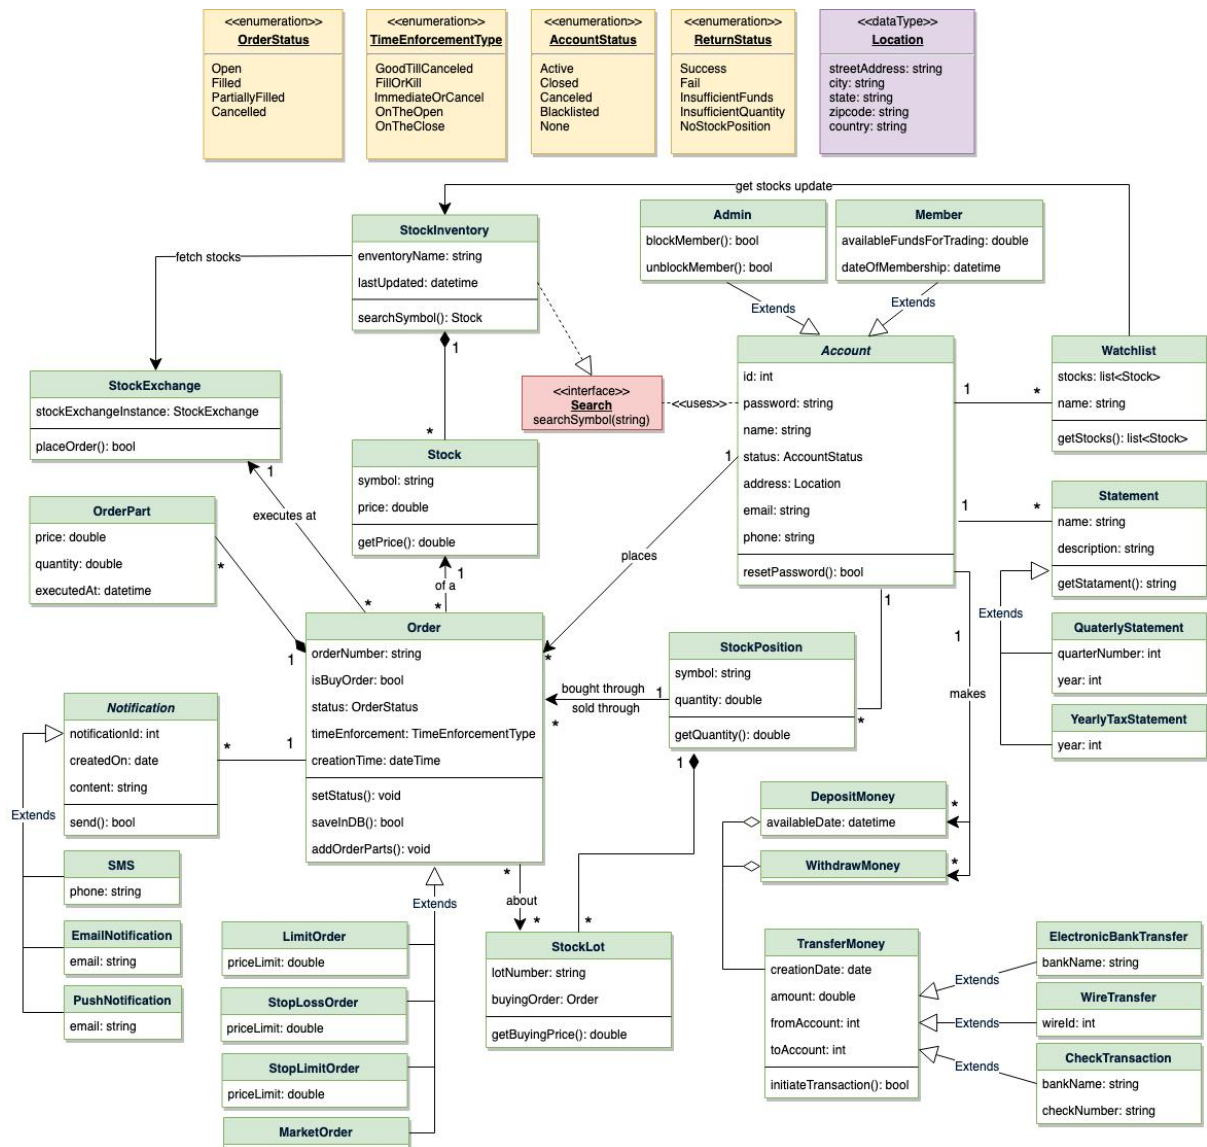 <<enumeration>>
OrderStatus
Open
Filled
PartiallyFilled
Cancelled
<<enumeration>>
TimeEnforcementType
GoodTillCanceled
FillOrKill
ImmediateOrCancel
OnTheOpen
OnTheClose
<<enumeration>>
AccountStatus
Active
Closed
Canceled
Blacklisted
None
<<enumeration>>
ReturnStatus
Success
Fail
InsufficientFunds
InsufficientQuantity
NoStockPosition
<<dataType>>
Location
streetAddress: string
city: string
state: string
zipcode: string
country: string
get stocks update
StockInventory
enventoryName: string
lastUpdated: datetime
searchSymbol(): Stock
fetch stocks
Admin
blockMember(): bool
unblockMember(): bool
Member
availableFundsForTrading: double
dateOfMembership: datetime
Extends
Extends
1
StockExchange
stockExchangeInstance: StockExchange
placeOrder(): bool
1
<<interface>>
Search
searchSymbol(string)
<<uses>>
Account
id: int
password: string
name: string
status: AccountStatus
address: Location
email: string
phone: string
resetPassword(): bool
1
*
Watchlist
stocks: list<Stock>
name: string
getStocks(): list<Stock>
*
Stock
symbol: string
price: double
getPrice(): double
1
1
*
Statement
name: string
description: string
getStatament(): string
OrderPart
price: double
quantity: double
executedAt: datetime
*
executes at
*
1
of a
*
places
*
1
1
makes
Extends
QuaterlyStatement
quarterNumber: int
year: int
YearlyTaxStatement
year: int
Order
orderNumber: string
isBuyOrder: bool
status: OrderStatus
timeEnforcement: TimeEnforcementType
creationTime: dateTime
setStatus(): void
saveInDB(): bool
addOrderParts(): void
1
1
StockPosition
symbol: string
quantity: double
getQuantity(): double
bought through
sold through
1
*
*
1
Notification
notificationId: int
createdOn: date
content: string
send(): bool
*
Extends
SMS
phone: string
EmailNotification
email: string
PushNotification
email: string
DepositMoney
availableDate: datetime
*
WithdrawMoney
*
Extends
*
about
*
*
LimitOrder
priceLimit: double
StopLossOrder
priceLimit: double
StopLimitOrder
priceLimit: double
MarketOrder
StockLot
lotNumber: string
buyingOrder: Order
getBuyingPrice(): double
TransferMoney
creationDate: date
amount: double
fromAccount: int
toAccount: int
initiateTransaction(): bool
Extends
Extends
Extends
ElectronicBankTransfer
bankName: string
WireTransfer
wireId: int
CheckTransaction
bankName: string
checkNumber: string